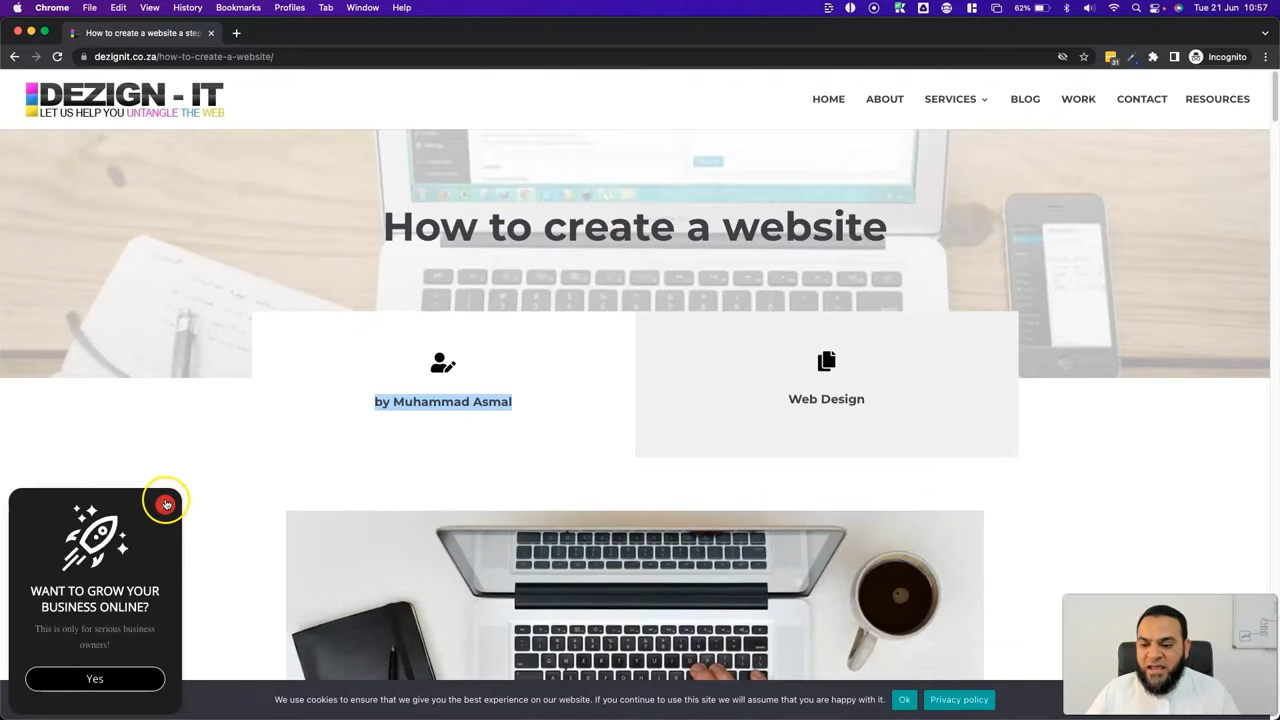 Chrome File Edit View History Bookmarks Profiles Tab Window Help
62% Tue 21 Jun 10:57
How to create a website a step
dezignit.co.za/how-to-create-a-website/
31 Incognito
DEZIGN - IT
LET US HELP YOU UNTANGLE THE WEB
HOME ABOUT SERVICES BLOG WORK CONTACT RESOURCES
How to create a website
by Muhammad Asmal
Web Design
WANT TO GROW YOUR
BUSINESS ONLINE?
This is only for serious business
owners!
Yes
We use cookies to ensure that we give you the best experience on our website. If you continue to use this site we will assume that you are happy with it. Ok Privacy policy